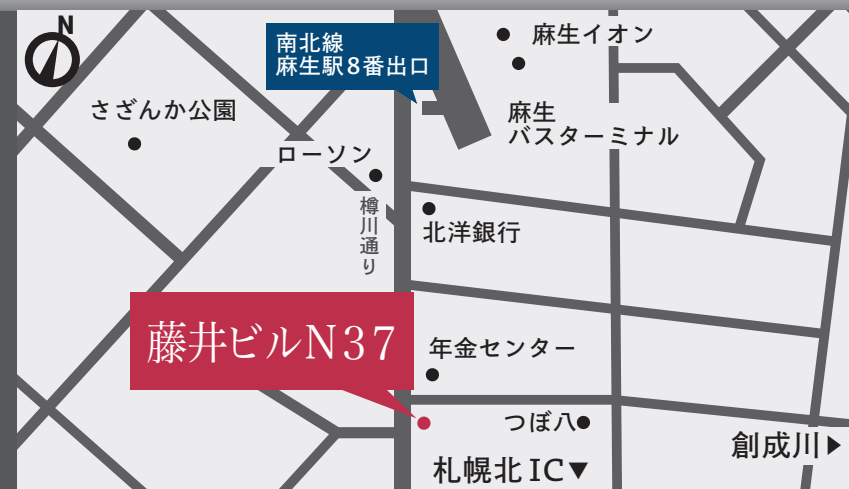 N
南北線
麻生駅8番出口
麻生イオン
さざんか公園
麻生
バスターミナル
ローソン
樽川通り
北洋銀行
藤井ビルN37
年金センター
つぼ八
創成川▶
札幌北IC▼